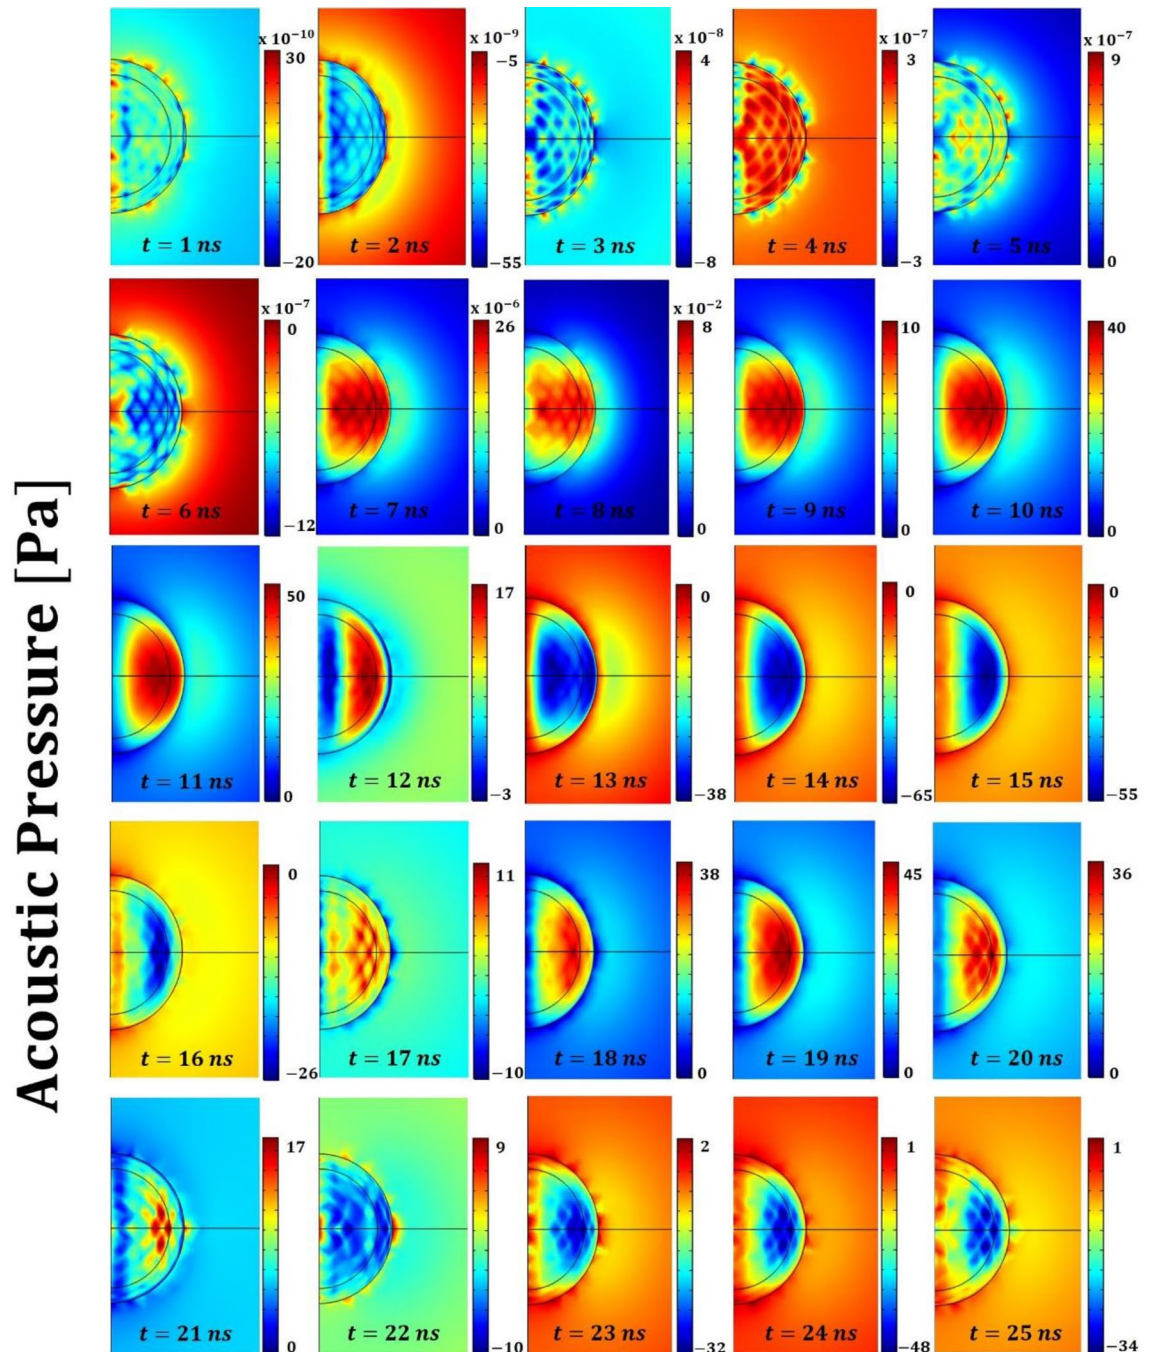 Acoustic Pressure [Pa]
x 10⁻¹⁰
30
−20
t = 1 ns
x 10⁻⁹
−5
−55
t = 2 ns
x 10⁻⁸
4
−8
t = 3 ns
x 10⁻⁷
3
−3
t = 4 ns
x 10⁻⁷
9
0
t = 5 ns
x 10⁻⁷
0
−12
t = 6 ns
x 10⁻⁶
26
0
t = 7 ns
x 10⁻²
8
0
t = 8 ns
10
0
t = 9 ns
40
0
t = 10 ns
50
0
t = 11 ns
17
−3
t = 12 ns
0
−38
t = 13 ns
0
−65
t = 14 ns
0
−55
t = 15 ns
0
−26
t = 16 ns
11
−10
t = 17 ns
38
0
t = 18 ns
45
0
t = 19 ns
36
0
t = 20 ns
17
0
t = 21 ns
9
−10
t = 22 ns
2
−32
t = 23 ns
1
−48
t = 24 ns
1
−34
t = 25 ns